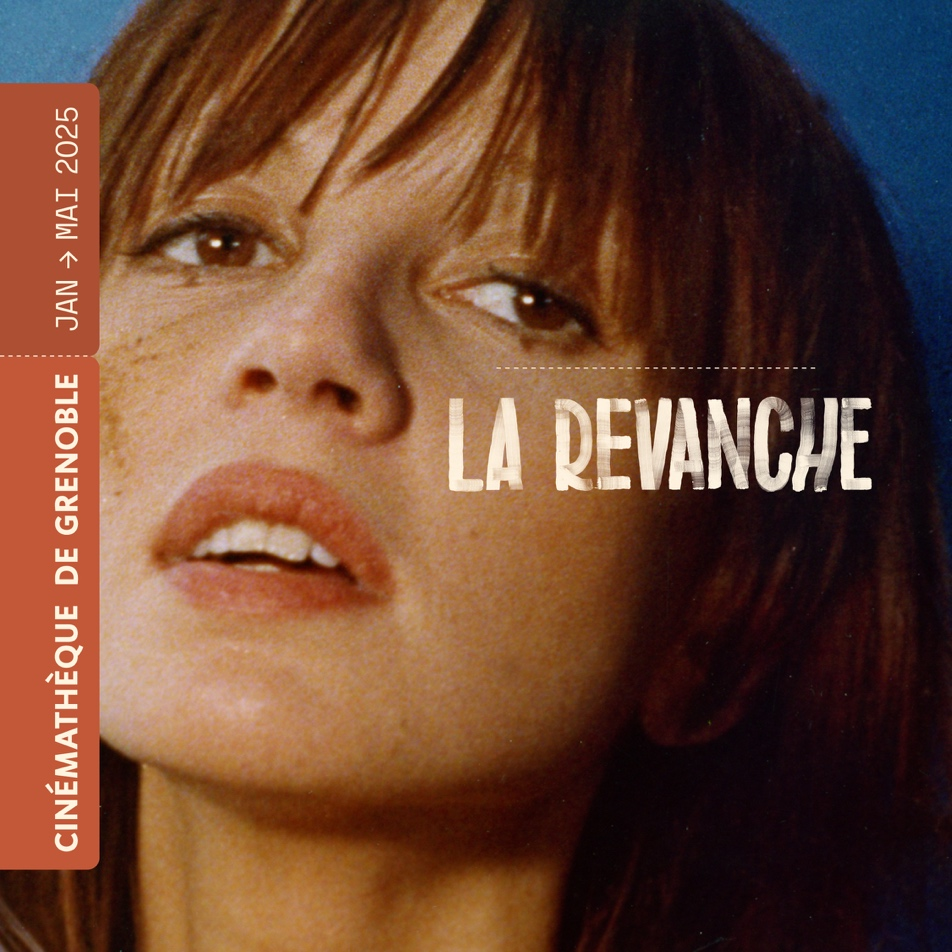 JAN → MAI 2025
CINÉMATHÈQUE DE GRENOBLE
LA REVANCHE